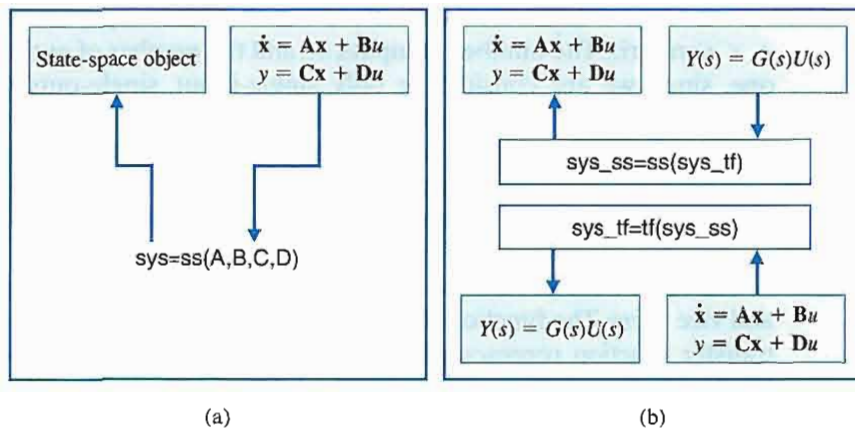 State-space object
ẋ = Ax + Bu
y = Cx + Du
sys=ss(A,B,C,D)
(a)
ẋ = Ax + Bu
y = Cx + Du
Y(s) = G(s)U(s)
sys_ss=ss(sys_tf)
sys_tf=tf(sys_ss)
Y(s) = G(s)U(s)
ẋ = Ax + Bu
y = Cx + Du
(b)